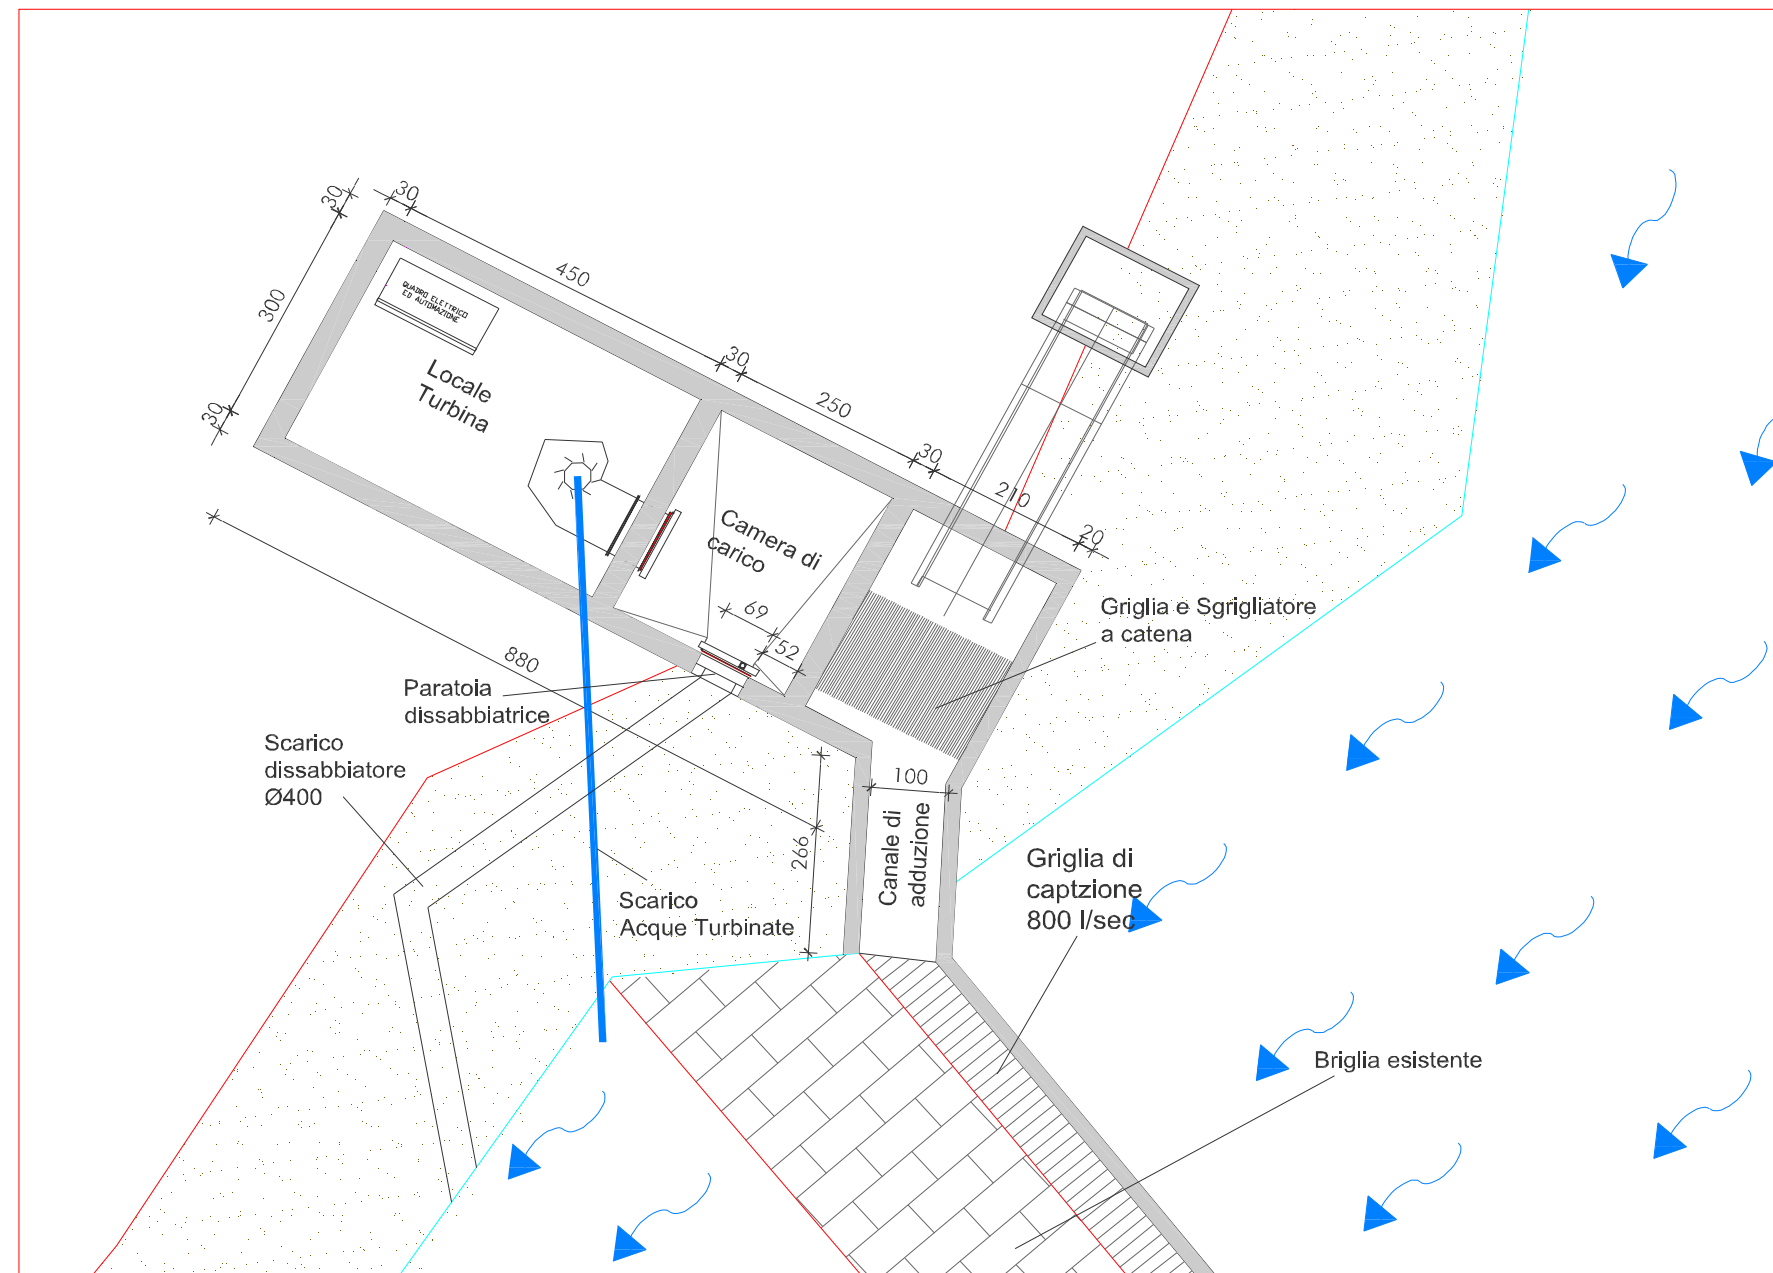 30
30
450
300
30
QUADRO ELETTRICO
ED AUTOMAZIONE
Locale
Turbina
30
250
30
210
20
Camera di
carico
69
52
880
Griglia e Sgrigliatore
a catena
Paratoia
dissabbiatrice
Scarico
dissabbiatore
Ø400
100
266
Canale di
adduzione
Griglia di
captzione
800 l/sec
Scarico
Acque Turbinate
Briglia esistente